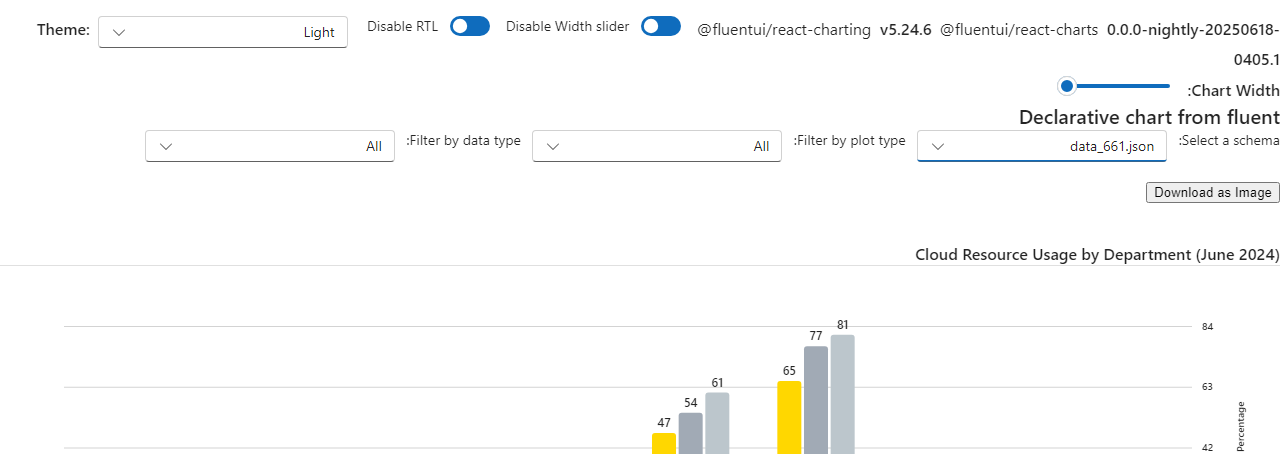 Theme: Light Disable RTL Disable Width slider @fluentui/react-charting v5.24.6 @fluentui/react-charts 0.0.0-nightly-20250618-
0405.1
:Chart Width
Declarative chart from fluent
:Select a schema data_661.json :Filter by plot type All :Filter by data type All
Download as Image
Cloud Resource Usage by Department (June 2024)
84
81
77
65
63
61
54
47
42
Percentage